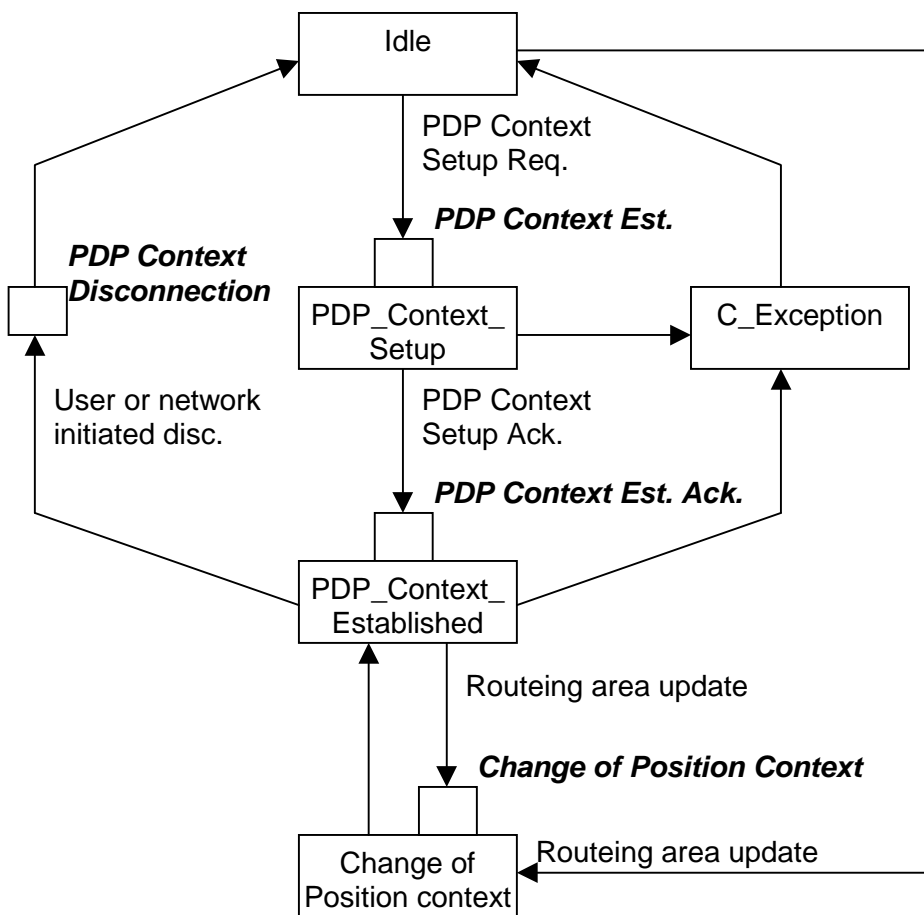 Idle
PDP Context
Setup Req.
PDP Context Est.
PDP Context
Disconnection
PDP_Context_
Setup
C_Exception
User or network
initiated disc.
PDP Context
Setup Ack.
PDP Context Est. Ack.
PDP_Context_
Established
Routeing area update
Change of Position Context
Change of
Position context
Routeing area update